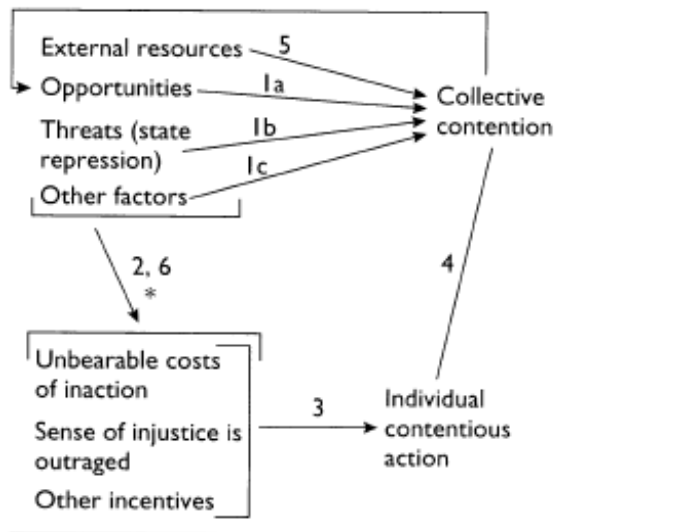 External resources
5
Opportunities
1a
Collective
contention
Threats (state
repression)
1b
1c
Other factors
2, 6
*
4
Unbearable costs
of inaction
Sense of injustice is
outraged
Other incentives
3
Individual
contentious
action